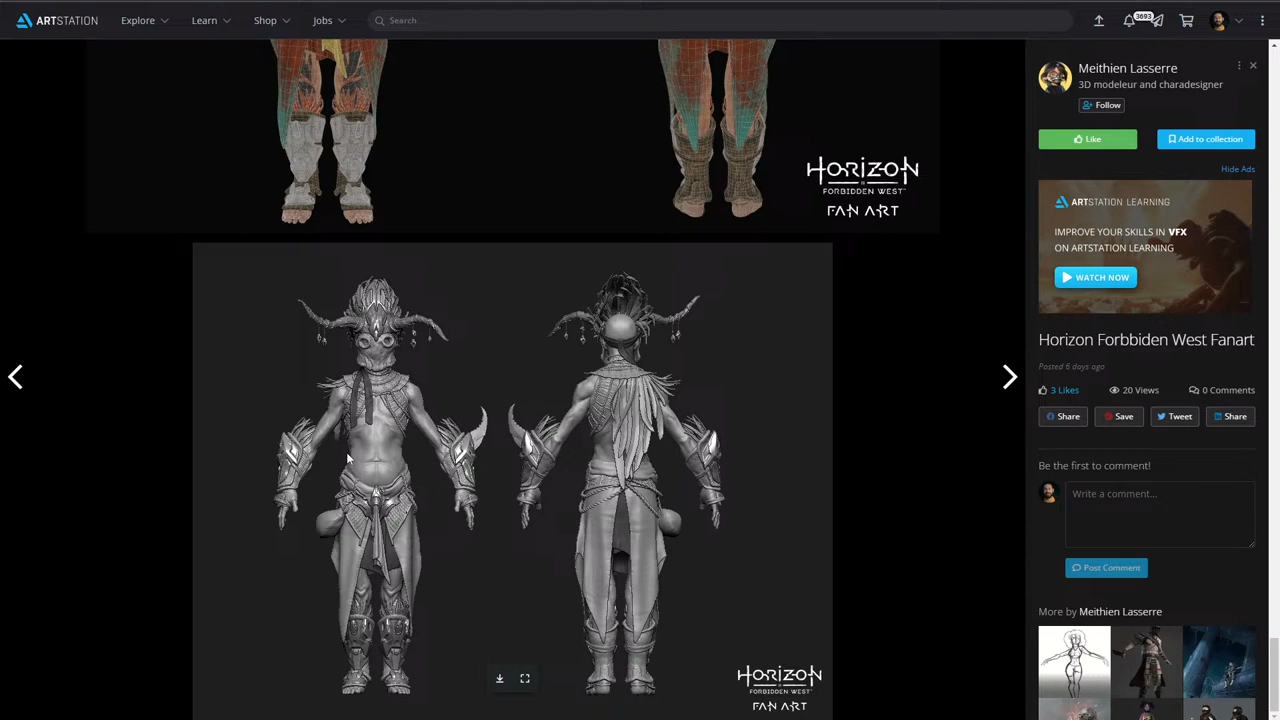 ARTSTATION
Explore
Learn
Shop
Jobs
Search...
3693
Meithien Lasserre
3D modeleur and charadesigner
Follow
Like
Add to collection
Hide Ads
ARTSTATION LEARNING
IMPROVE YOUR SKILLS IN VFX
ON ARTSTATION LEARNING
WATCH NOW
HORIZON
FORBIDDEN WEST™
FAN ART
Horizon Forbbiden West Fanart
Posted 6 days ago
3 Likes
20 Views
0 Comments
Share
Save
Tweet
Share
Be the first to comment!
Write a comment...
Post Comment
More by Meithien Lasserre
HORIZON
FORBIDDEN WEST™
FAN ART